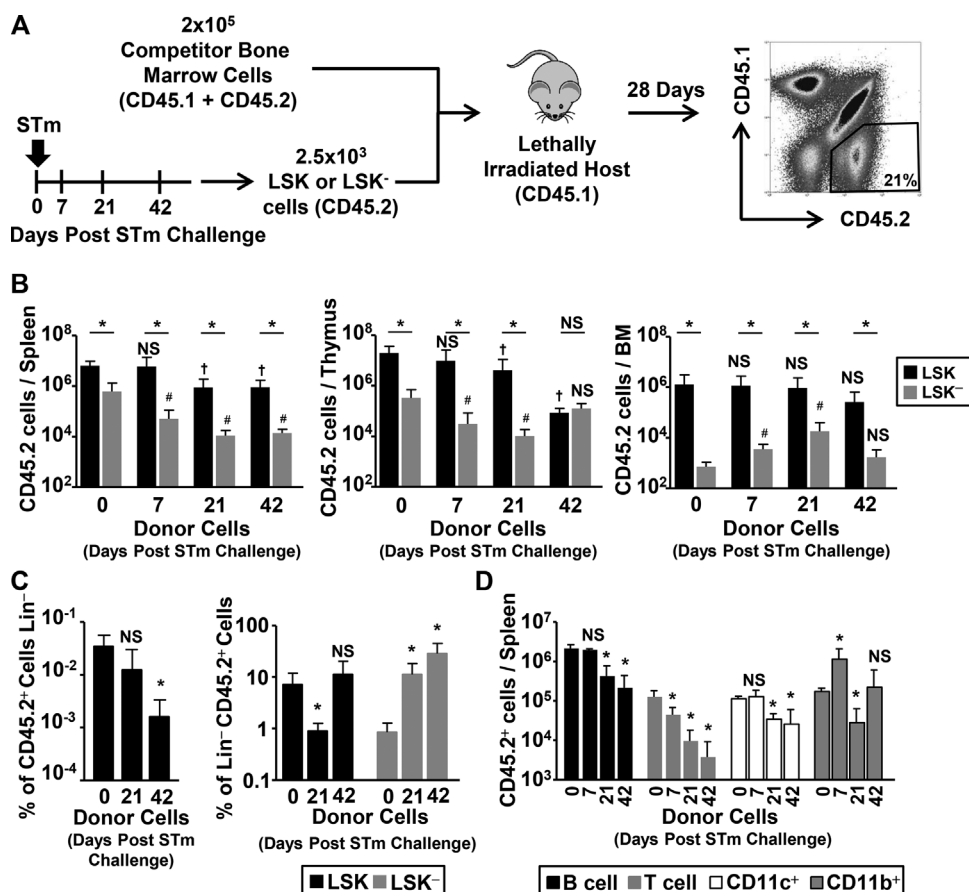 A
2x10⁵
Competitor Bone
Marrow Cells
(CD45.1 + CD45.2)
STm
0 7 21 42
Days Post STm Challenge
2.5x10³
LSK or LSK⁻
cells (CD45.2)
Lethally
Irradiated Host
(CD45.1)
28 Days
CD45.1
21%
CD45.2
B
CD45.2 cells / Spleen
10⁸
10⁶
10⁴
10²
* * * *
NS † †
# # #
0 7 21 42
Donor Cells
(Days Post STm Challenge)
CD45.2 cells / Thymus
10⁸
10⁶
10⁴
10²
* * * NS
NS † † NS
# #
0 7 21 42
Donor Cells
(Days Post STm Challenge)
CD45.2 cells / BM
10⁸
10⁶
10⁴
10²
* * * *
NS NS NS
# # NS
0 7 21 42
Donor Cells
(Days Post STm Challenge)
LSK
LSK⁻
C
% of CD45.2⁺ Cells Lin⁻
10⁻¹
10⁻²
10⁻³
10⁻⁴
NS *
0 21 42
Donor Cells
(Days Post STm
Challenge)
% of Lin⁻ CD45.2⁺ Cells
100
10
1
0.1
* NS * *
0 21 42 0 21 42
Donor Cells
(Days Post STm Challenge)
LSK LSK⁻
D
CD45.2⁺ cells / Spleen
10⁷
10⁶
10⁵
10⁴
10³
NS * * * * * NS * * * * NS
0 7 21 42 0 7 21 42 0 7 21 42 0 7 21 42
Donor Cells
(Days Post STm Challenge)
B cell T cell CD11c⁺ CD11b⁺